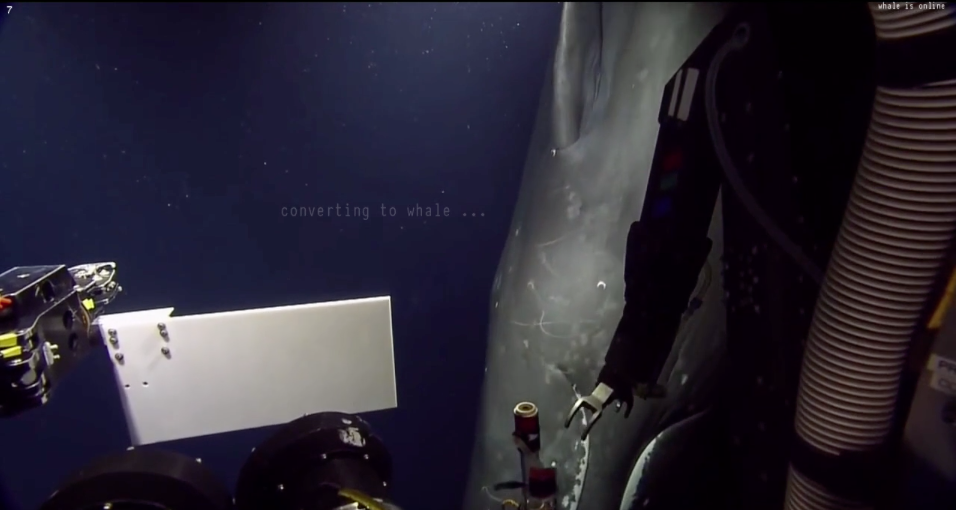 7
whale is online
converting to whale ...